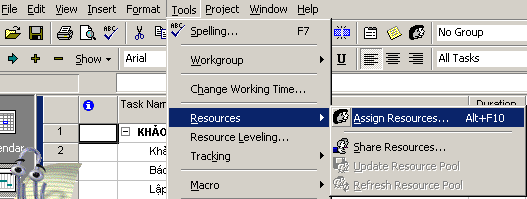 File Edit View Insert Format Tools Project Window Help
Spelling... F7
No Group
Workgroup
Show Arial
U All Tasks
Change Working Time...
Task Nam Duration
Resources Assign Resources... Alt+F10
1 KHẢO
Resource Leveling...
2 Khả Share Resources...
Tracking Update Resource Pool
Báo
Refresh Resource Pool
Lập Macro
endar